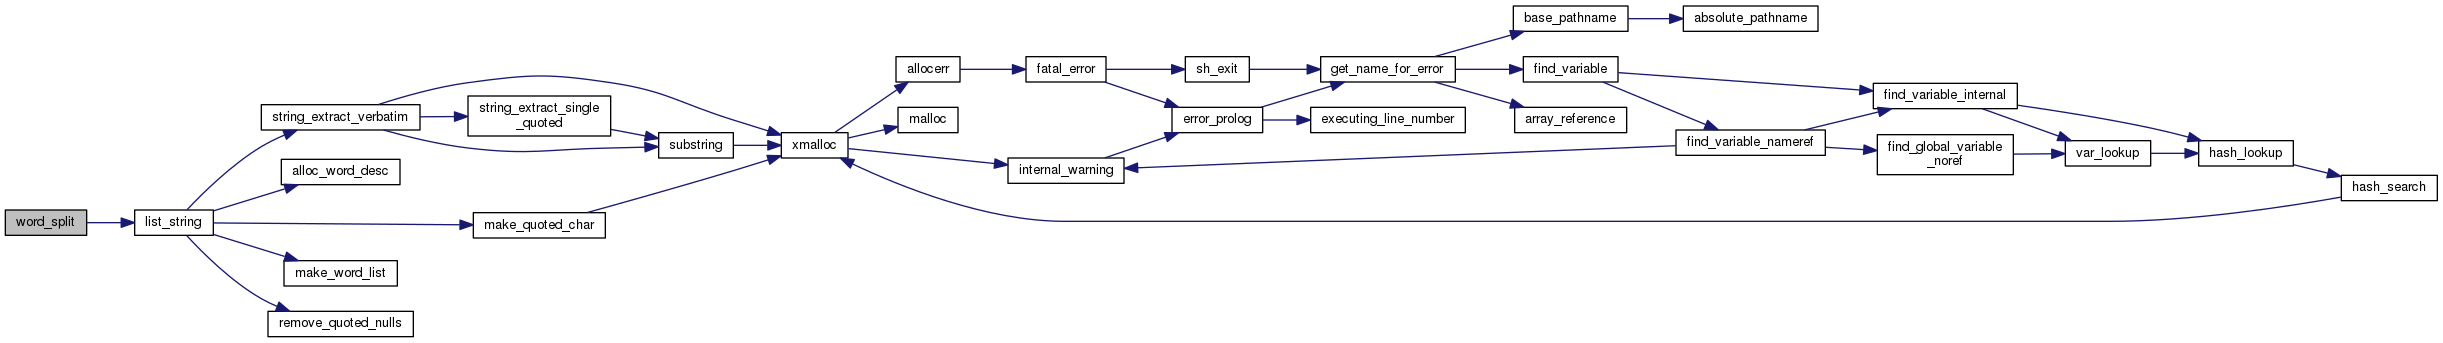 word_split
list_string
string_extract_verbatim
alloc_word_desc
make_word_list
remove_quoted_nulls
string_extract_single
_quoted
make_quoted_char
substring
xmalloc
allocerr
malloc
internal_warning
fatal_error
sh_exit
error_prolog
get_name_for_error
executing_line_number
base_pathname
find_variable
array_reference
absolute_pathname
find_variable_nameref
find_variable_internal
find_global_variable
_noref
var_lookup
hash_lookup
hash_search